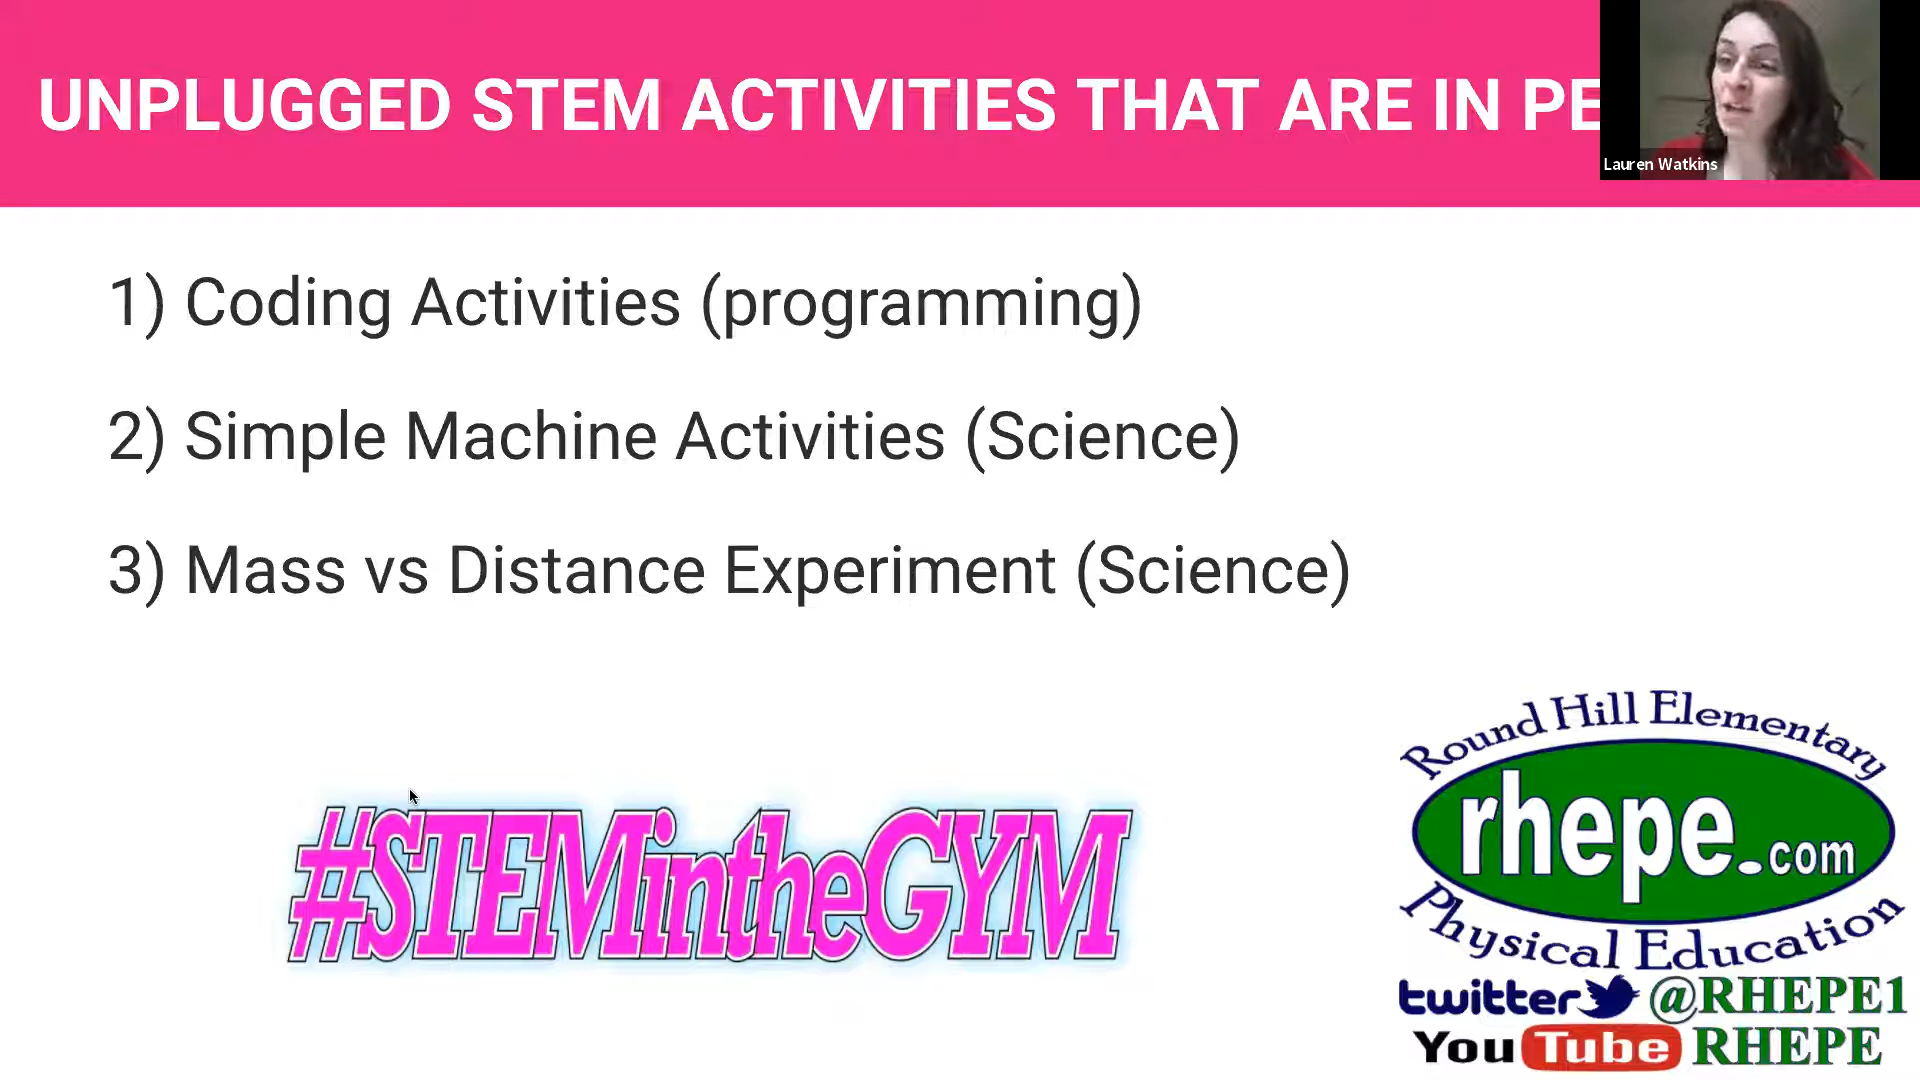 UNPLUGGED STEM ACTIVITIES THAT ARE IN PE
Lauren Watkins
1) Coding Activities (programming)
2) Simple Machine Activities (Science)
3) Mass vs Distance Experiment (Science)
#STEMintheGYM
Round Hill Elementary
rhepe.com
Physical Education
twitter @RHEPE1
YouTube RHEPE